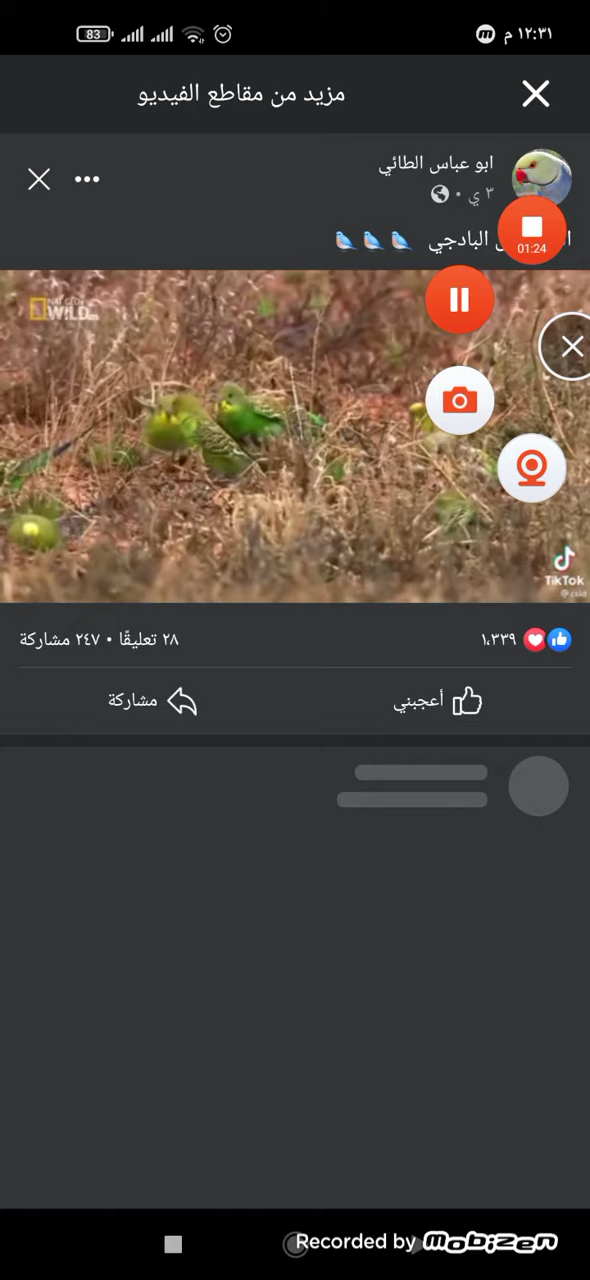 83 ١٢:٣١ م
مزيد من مقاطع الفيديو
ابو عباس الطائي
٣ ي •
البادجي
01:24
NAT GEO
WILD
TikTok
١٬٣٣٩
٢٨ تعليقًا • ٢٤٧ مشاركة
أعجبني
مشاركة
Recorded by mobizen